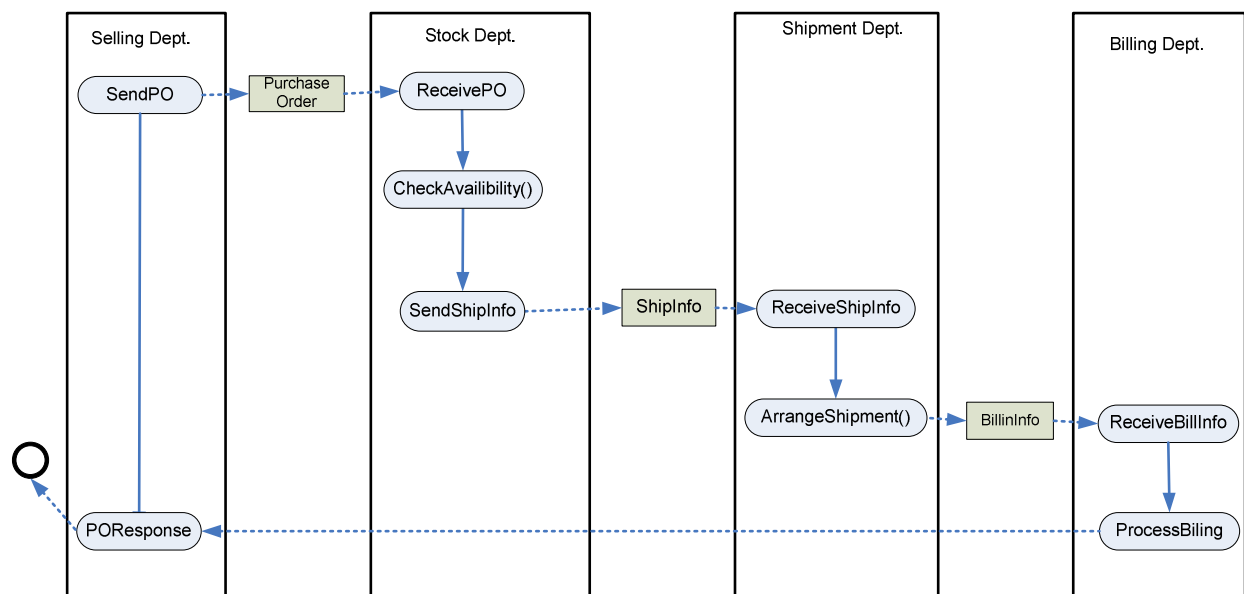 Selling Dept.
Stock Dept.
Shipment Dept.
Billing Dept.
SendPO
Purchase
Order
ReceivePO
CheckAvailibility()
SendShipInfo
ShipInfo
ReceiveShipInfo
ArrangeShipment()
BillinInfo
ReceiveBillInfo
POResponse
ProcessBiling